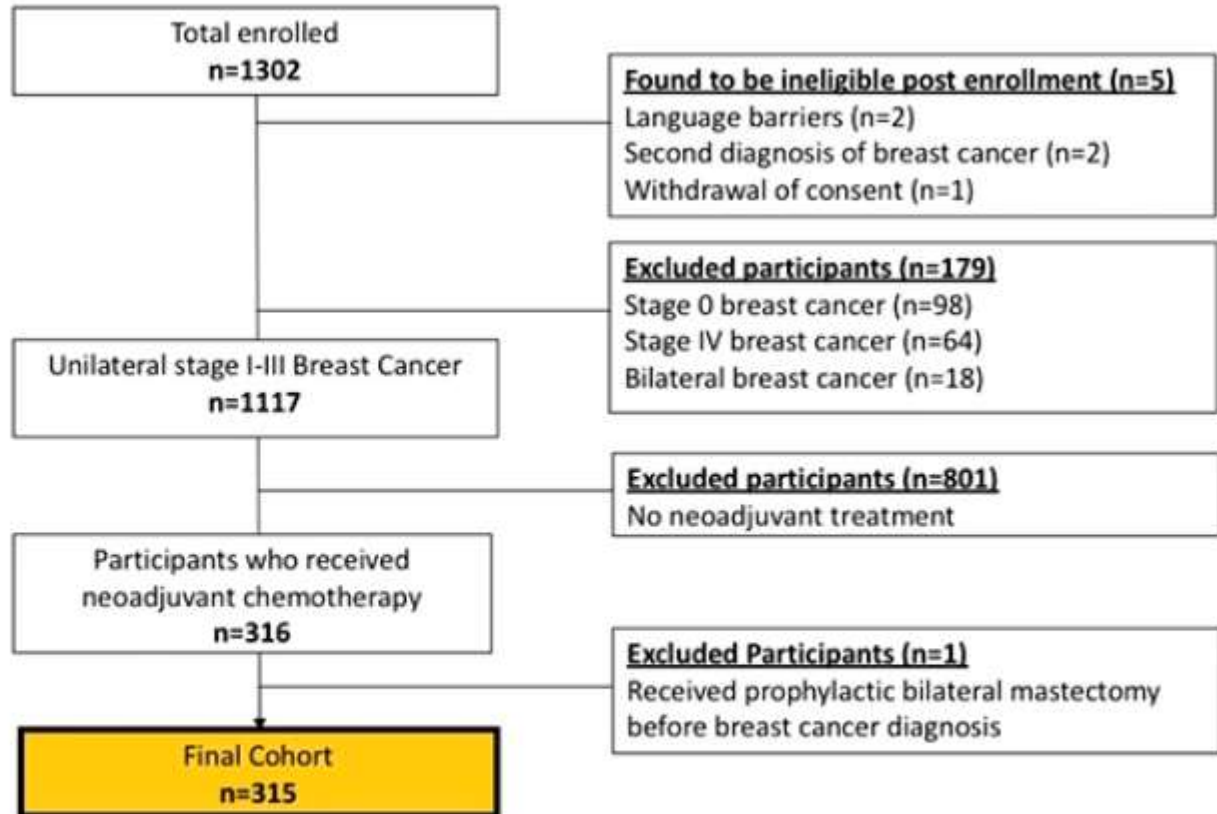 Total enrolled
n=1302
Found to be ineligible post enrollment (n=5)
Language barriers (n=2)
Second diagnosis of breast cancer (n=2)
Withdrawal of consent (n=1)
Excluded participants (n=179)
Stage 0 breast cancer (n=98)
Stage IV breast cancer (n=64)
Bilateral breast cancer (n=18)
Unilateral stage I-III Breast Cancer
n=1117
Excluded participants (n=801)
No neoadjuvant treatment
Participants who received
neoadjuvant chemotherapy
n=316
Excluded Participants (n=1)
Received prophylactic bilateral mastectomy
before breast cancer diagnosis
Final Cohort
n=315